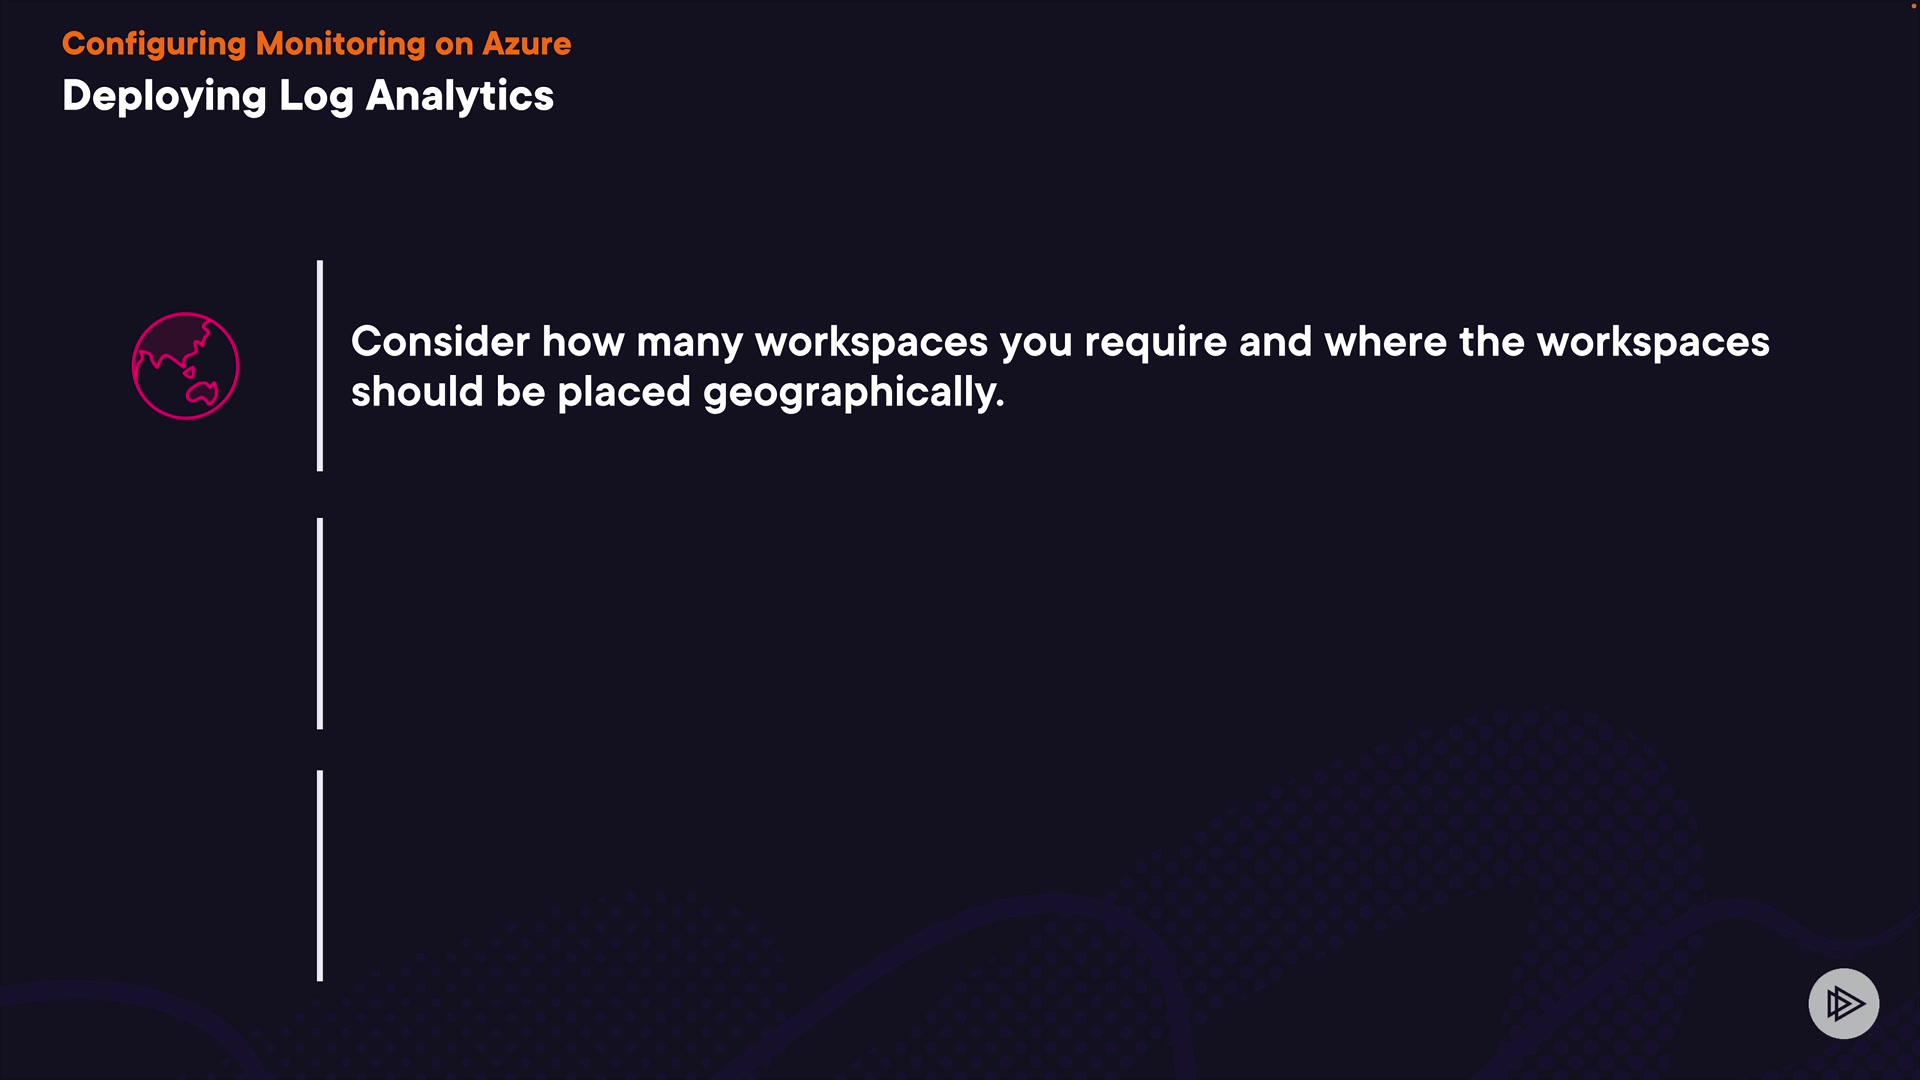 Configuring Monitoring on Azure
Deploying Log Analytics
Consider how many workspaces you require and where the workspaces
should be placed geographically.